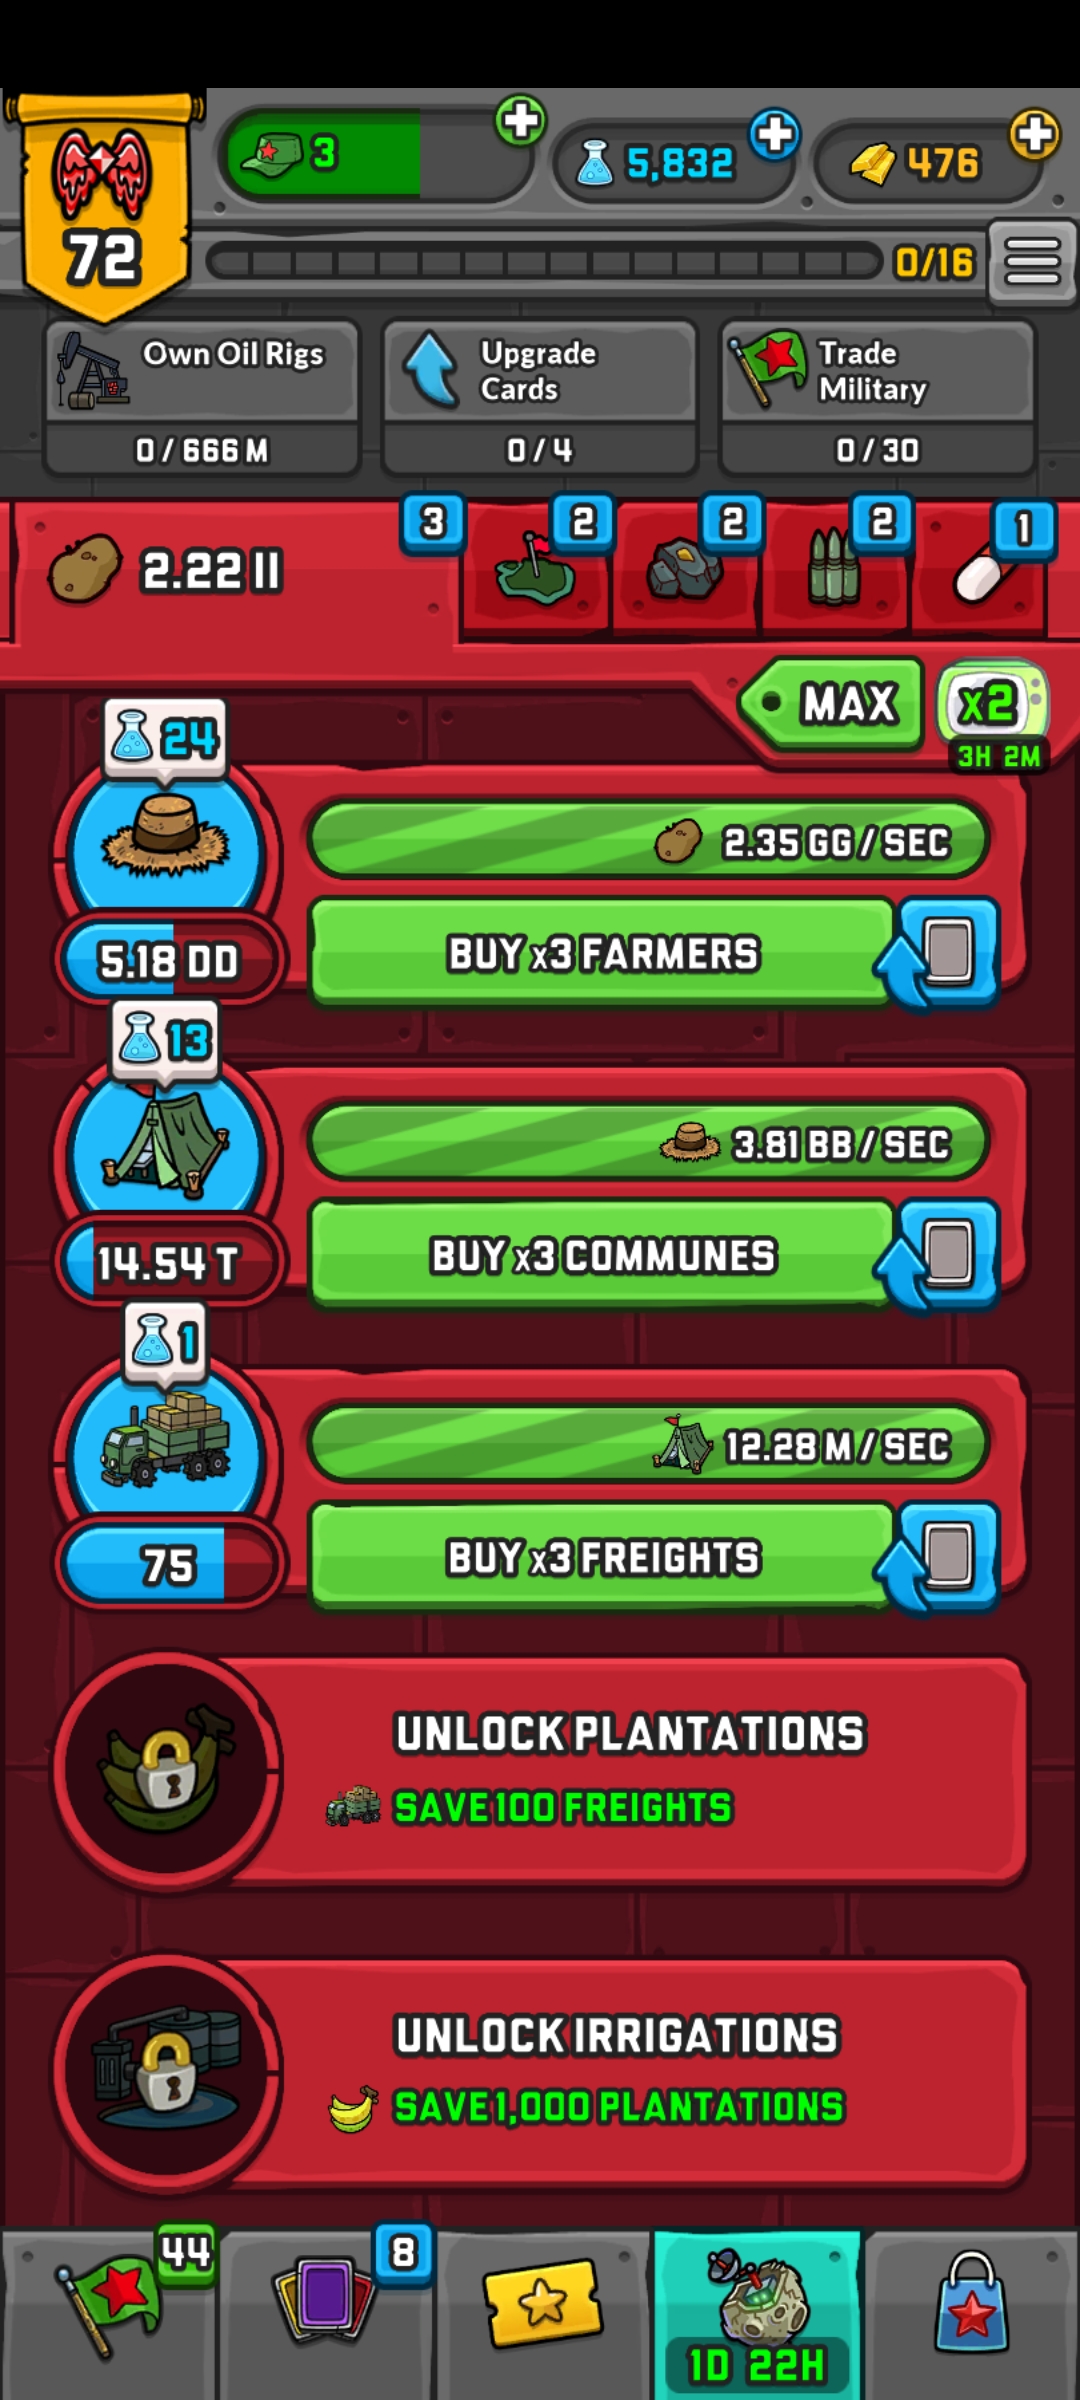 72
3
5,832
476
0/16
Own Oil Rigs
0 / 666 M
Upgrade
Cards
0 / 4
Trade
Military
0 / 30
2.22 II
3
2
2
2
1
MAX
x2
3H 2M
24
2.35 GG / SEC
5.18 DD
BUY x3 FARMERS
13
3.81 BB / SEC
14.54 T
BUY x3 COMMUNES
1
12.28 M / SEC
75
BUY x3 FREIGHTS
UNLOCK PLANTATIONS
SAVE 100 FREIGHTS
UNLOCK IRRIGATIONS
SAVE 1,000 PLANTATIONS
44
8
1D 22H